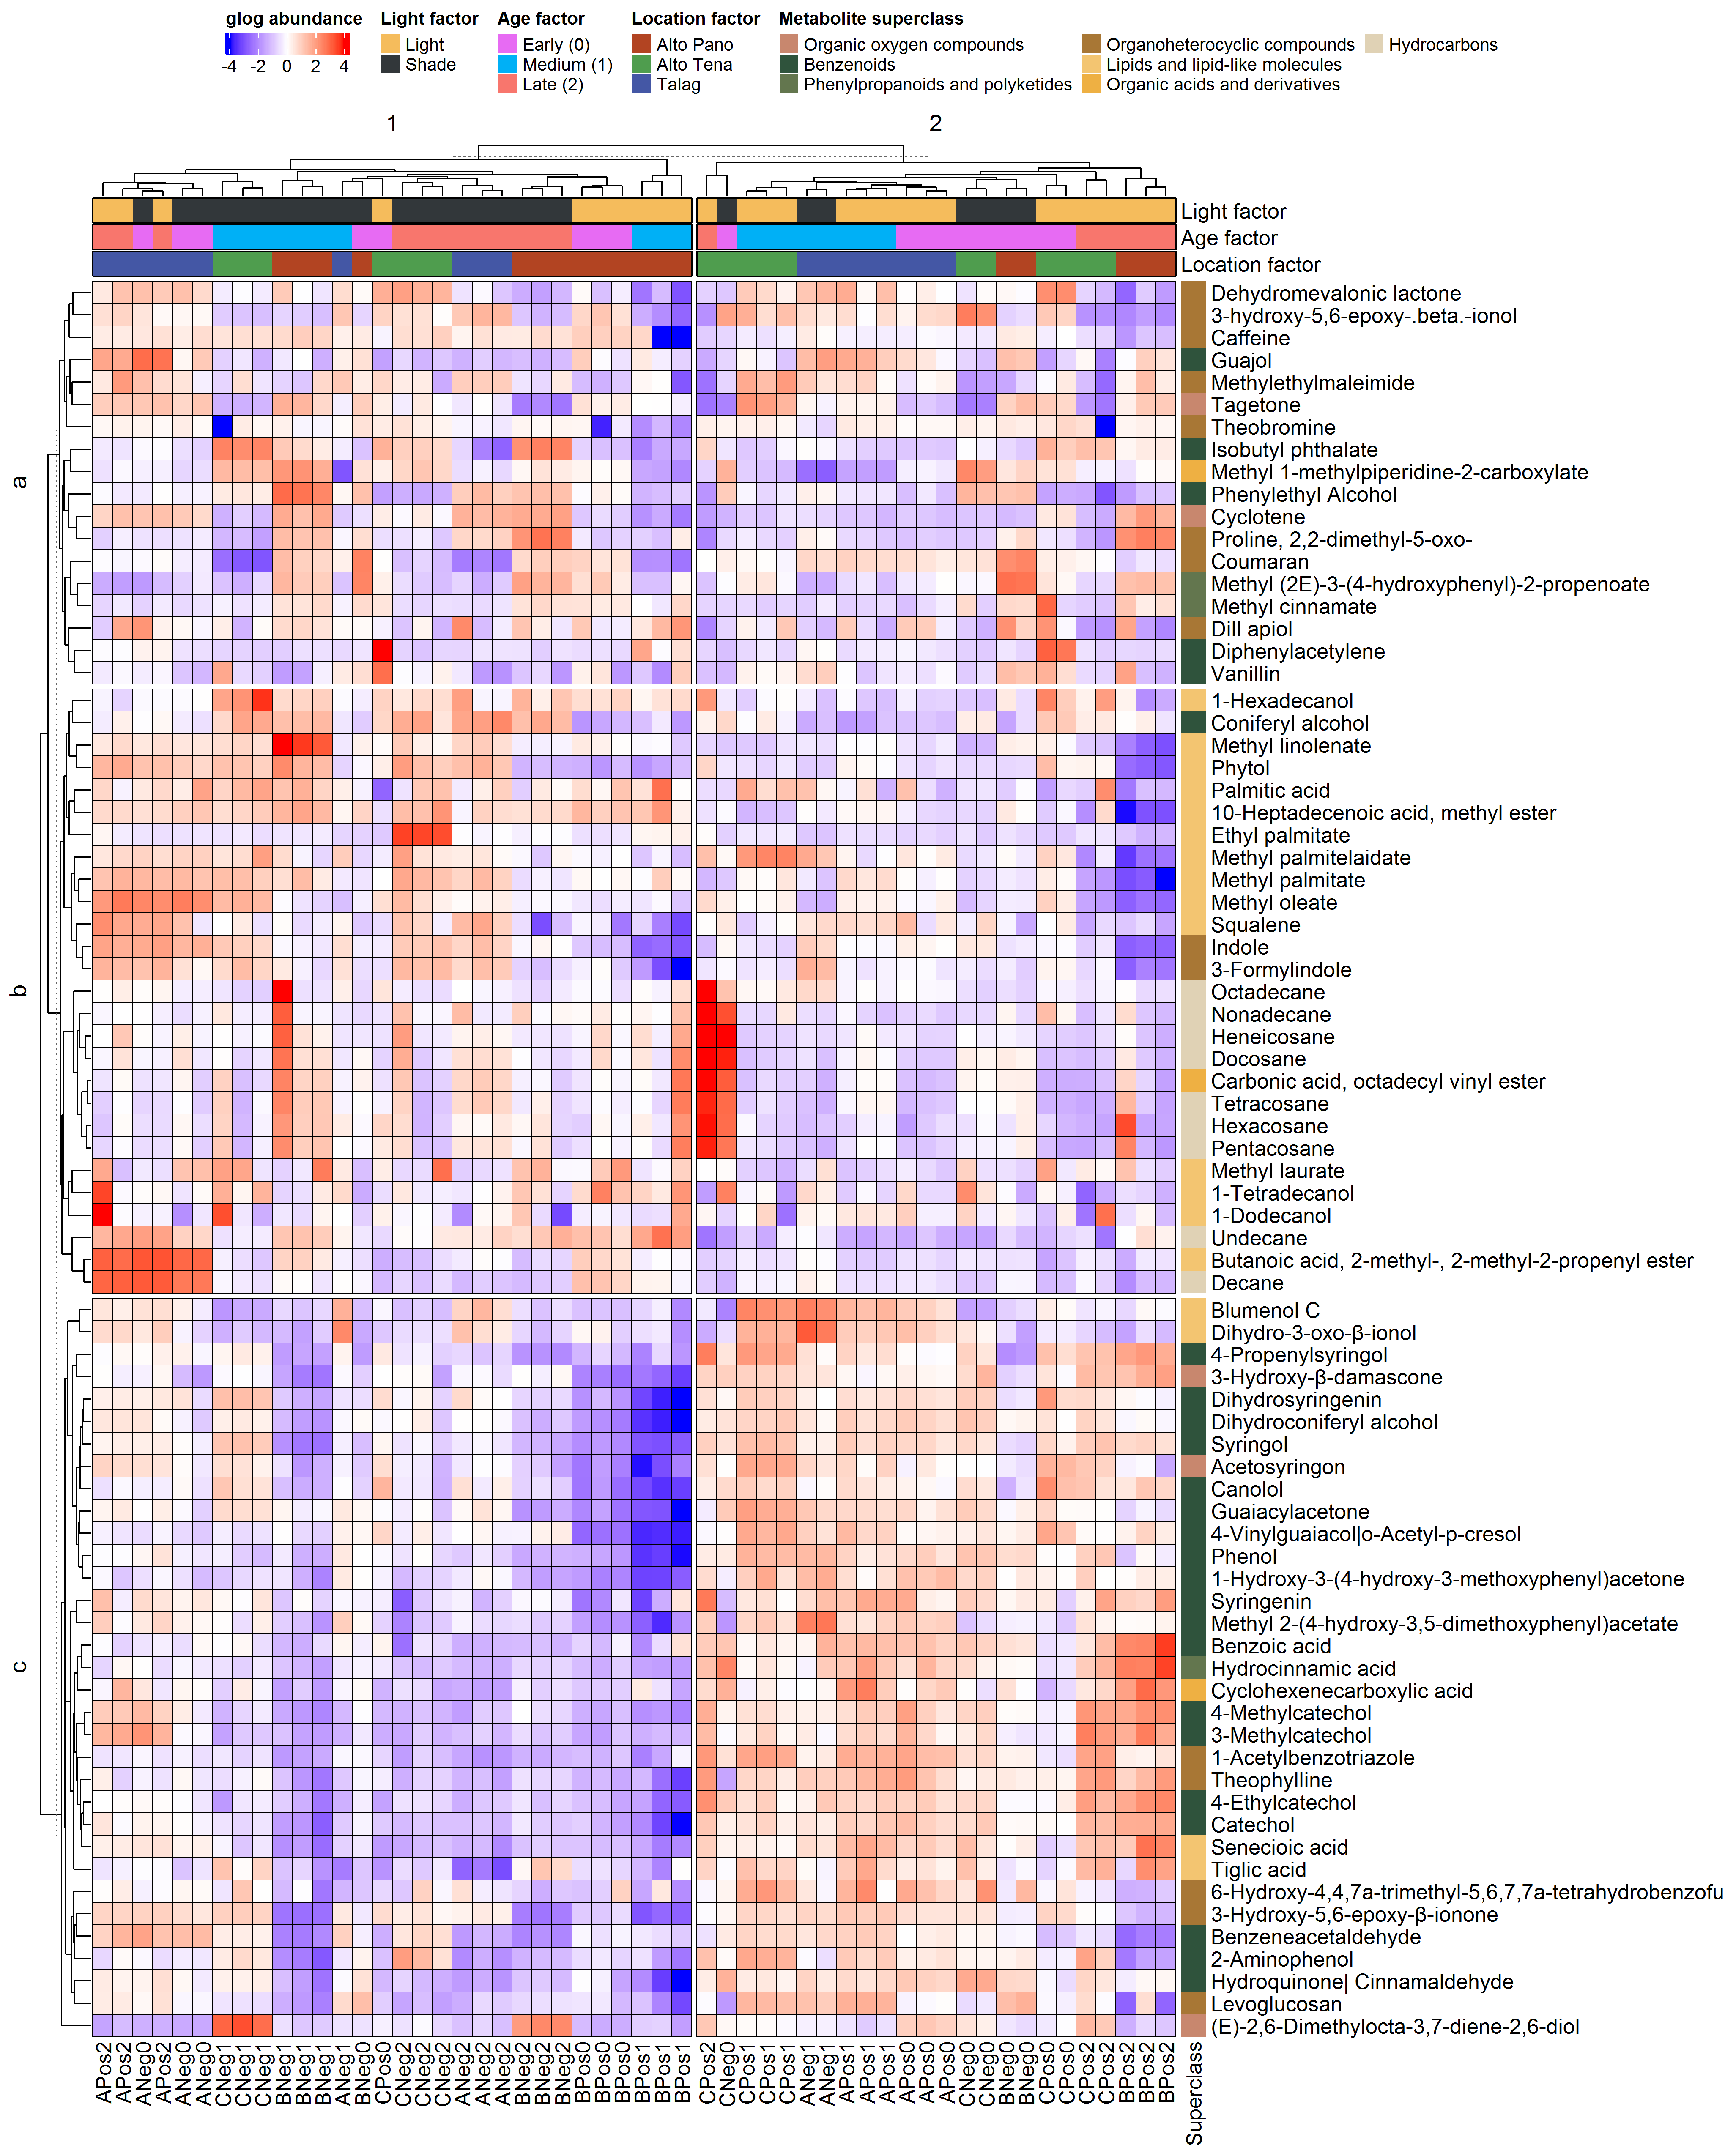 glog abundance
-4 -2 0 2 4
Light factor
Light
Shade
Age factor
Early (0)
Medium (1)
Late (2)
Location factor
Alto Pano
Alto Tena
Talag
Metabolite superclass
Organic oxygen compounds
Benzenoids
Phenylpropanoids and polyketides
Organoheterocyclic compounds
Lipids and lipid-like molecules
Organic acids and derivatives
Hydrocarbons
1
2
Light factor
Age factor
Location factor
a
Dehydromevalonic lactone
3-hydroxy-5,6-epoxy-.beta.-ionol
Caffeine
Guajol
Methylethylmaleimide
Tagetone
Theobromine
Isobutyl phthalate
Methyl 1-methylpiperidine-2-carboxylate
Phenylethyl Alcohol
Cyclotene
Proline, 2,2-dimethyl-5-oxo-
Coumaran
Methyl (2E)-3-(4-hydroxyphenyl)-2-propenoate
Methyl cinnamate
Dill apiol
Diphenylacetylene
Vanillin
b
1-Hexadecanol
Coniferyl alcohol
Methyl linolenate
Phytol
Palmitic acid
10-Heptadecenoic acid, methyl ester
Ethyl palmitate
Methyl palmitelaidate
Methyl palmitate
Methyl oleate
Squalene
Indole
3-Formylindole
Octadecane
Nonadecane
Heneicosane
Docosane
Carbonic acid, octadecyl vinyl ester
Tetracosane
Hexacosane
Pentacosane
Methyl laurate
1-Tetradecanol
1-Dodecanol
Undecane
Butanoic acid, 2-methyl-, 2-methyl-2-propenyl ester
Decane
c
Blumenol C
Dihydro-3-oxo-β-ionol
4-Propenylsyringol
3-Hydroxy-β-damascone
Dihydrosyringenin
Dihydroconiferyl alcohol
Syringol
Acetosyringon
Canolol
Guaiacylacetone
4-Vinylguaiacol|o-Acetyl-p-cresol
Phenol
1-Hydroxy-3-(4-hydroxy-3-methoxyphenyl)acetone
Syringenin
Methyl 2-(4-hydroxy-3,5-dimethoxyphenyl)acetate
Benzoic acid
Hydrocinnamic acid
Cyclohexenecarboxylic acid
4-Methylcatechol
3-Methylcatechol
1-Acetylbenzotriazole
Theophylline
4-Ethylcatechol
Catechol
Senecioic acid
Tiglic acid
6-Hydroxy-4,4,7a-trimethyl-5,6,7,7a-tetrahydrobenzofu
3-Hydroxy-5,6-epoxy-β-ionone
Benzeneacetaldehyde
2-Aminophenol
Hydroquinone| Cinnamaldehyde
Levoglucosan
(E)-2,6-Dimethylocta-3,7-diene-2,6-diol
APos2
APos2
ANeg0
APos2
ANeg0
ANeg0
CNeg1
CNeg1
CNeg1
BNeg1
BNeg1
BNeg1
ANeg1
BNeg0
CPos0
CNeg2
CNeg2
CNeg2
ANeg2
ANeg2
ANeg2
BNeg2
BNeg2
BNeg2
BPos0
BPos0
BPos0
BPos1
BPos1
BPos1
CPos2
CNeg0
CPos1
CPos1
CPos1
ANeg1
ANeg1
APos1
APos1
APos1
APos0
APos0
APos0
CNeg0
CNeg0
BNeg0
BNeg0
CPos0
CPos0
CPos2
CPos2
BPos2
BPos2
BPos2
Superclass